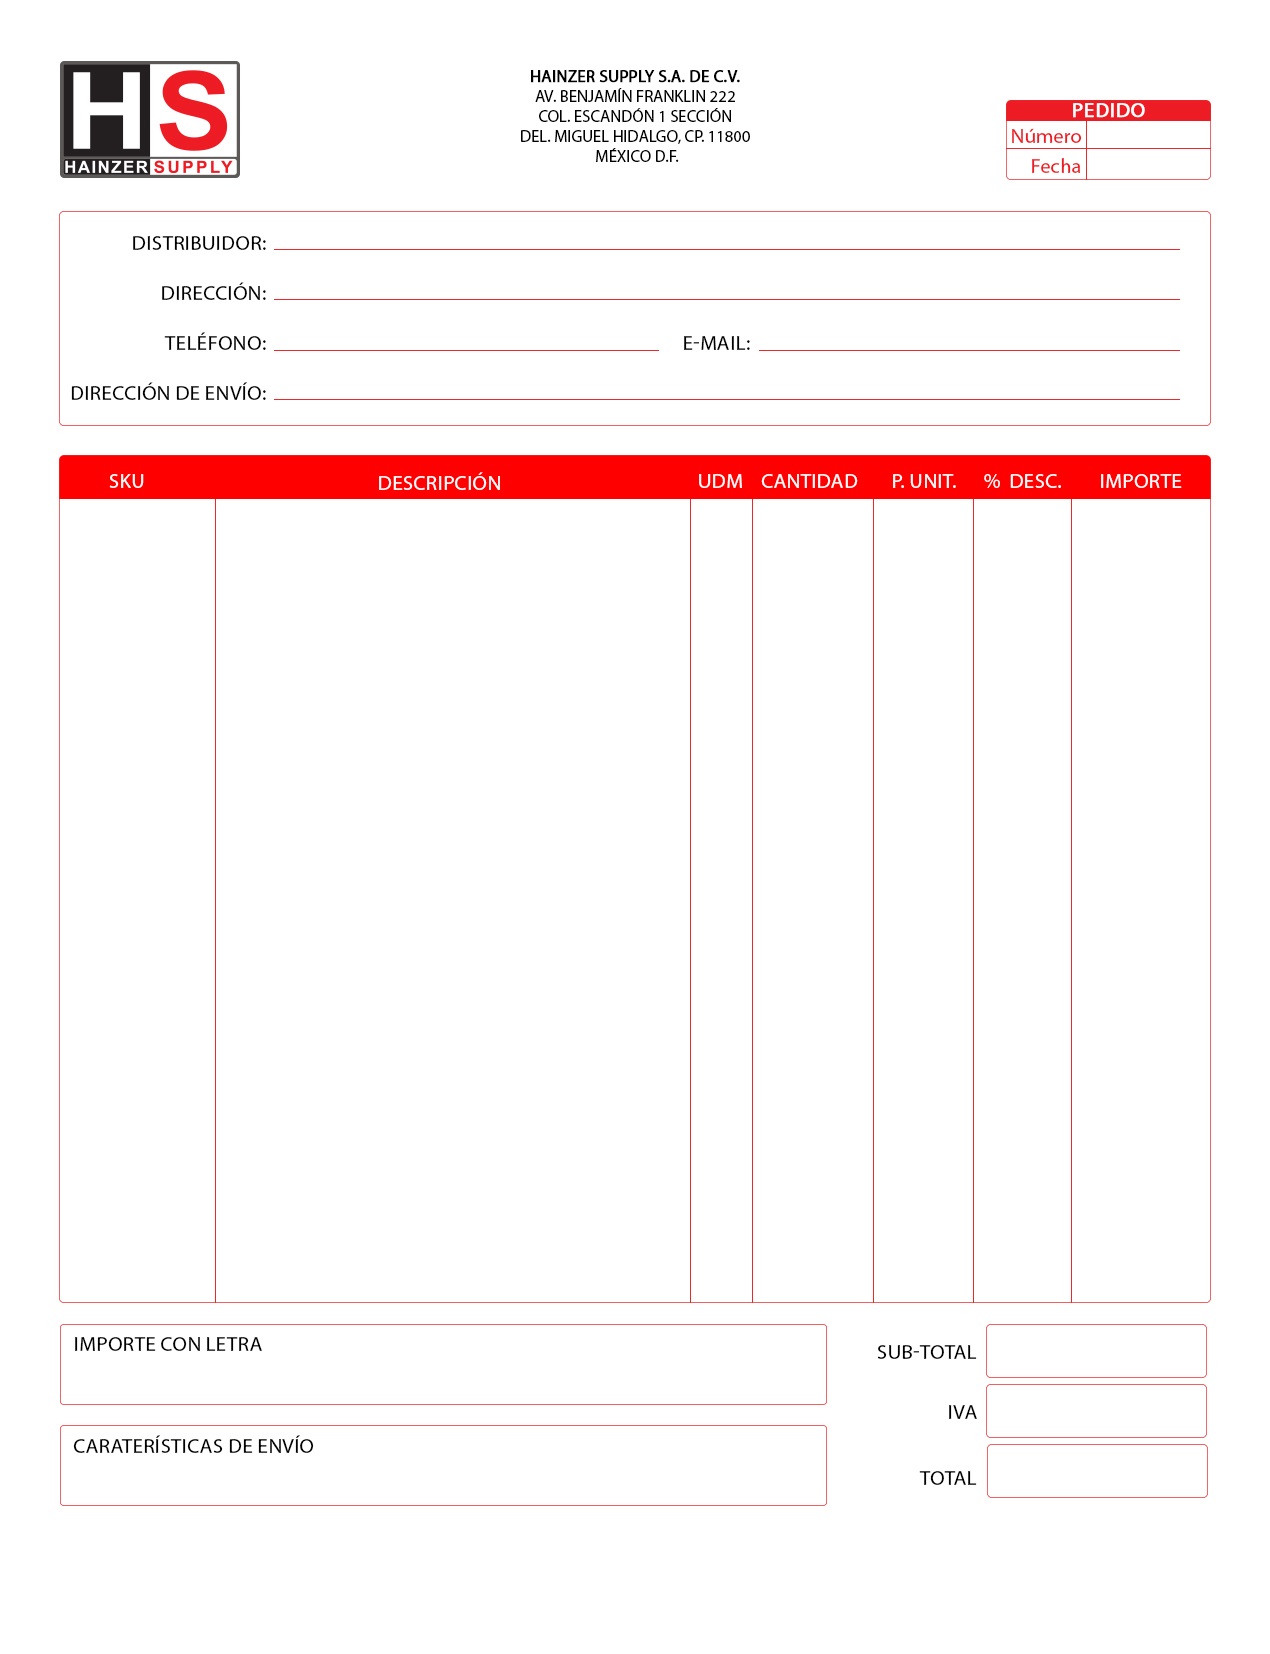 HS
HAINZER SUPPLY
HAINZER SUPPLY S.A. DE C.V.
AV. BENJAMÍN FRANKLIN 222
COL. ESCANDÓN 1 SECCIÓN
DEL. MIGUEL HIDALGO, CP. 11800
MÉXICO D.F.
PEDIDO
Número
Fecha
DISTRIBUIDOR:
DIRECCIÓN:
TELÉFONO: E-MAIL:
DIRECCIÓN DE ENVÍO:
SKU DESCRIPCIÓN UDM CANTIDAD P. UNIT. % DESC. IMPORTE
IMPORTE CON LETRA
SUB-TOTAL
IVA
CARATERÍSTICAS DE ENVÍO
TOTAL